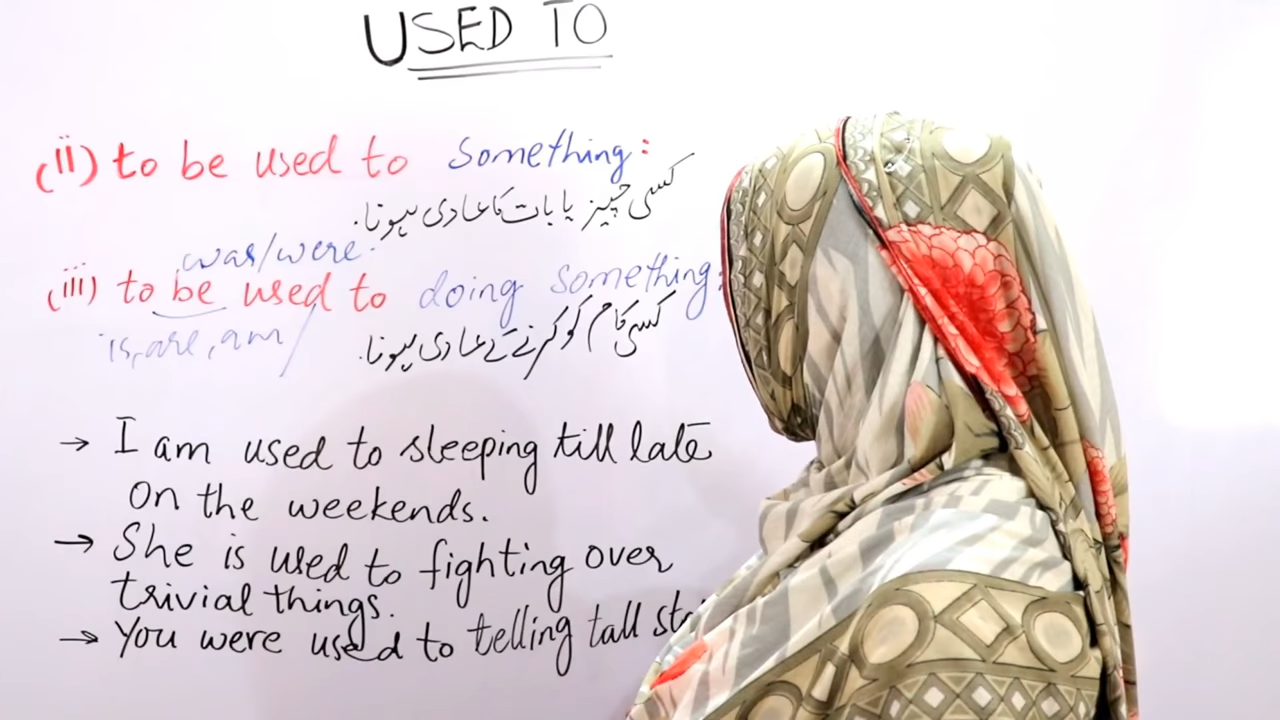 USED TO
(ii) to be used to something:
کسی چیز یا بات کا عادی ہونا.
was/were.
(iii) to be used to doing something:
is, are, am/
کسی کام کو کرنے کے عادی ہونا.
→ I am used to sleeping till late
on the weekends.
→ She is used to fighting over
trivial things.
→ You were used to telling tall